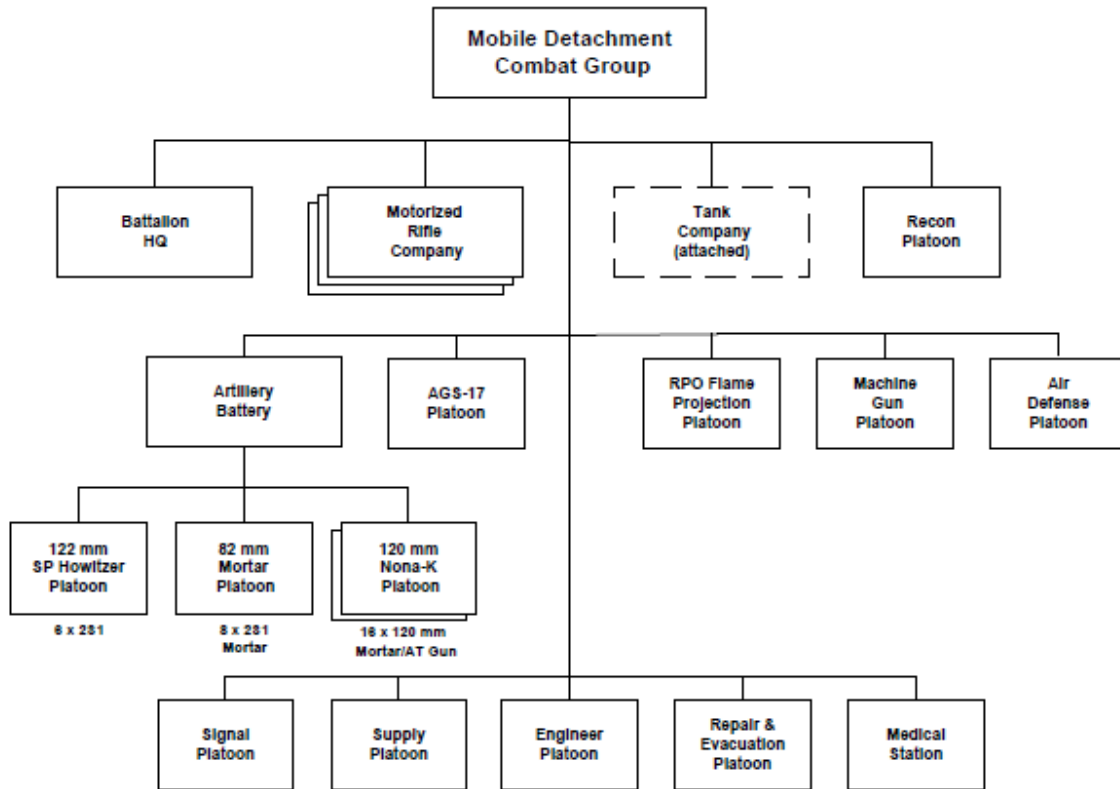 Mobile Detachment
Combat Group
Battalion
HQ
Motorized
Rifle
Company
Tank
Company
(attached)
Recon
Platoon
Artillery
Battery
AGS-17
Platoon
RPO Flame
Projection
Platoon
Machine
Gun
Platoon
Air
Defense
Platoon
122 mm
SP Howitzer
Platoon
82 mm
Mortar
Platoon
120 mm
Nona-K
Platoon
6 x 2S1
8 x 2S1
Mortar
16 x 120 mm
Mortar/AT Gun
Signal
Platoon
Supply
Platoon
Engineer
Platoon
Repair &
Evacuation
Platoon
Medical
Station